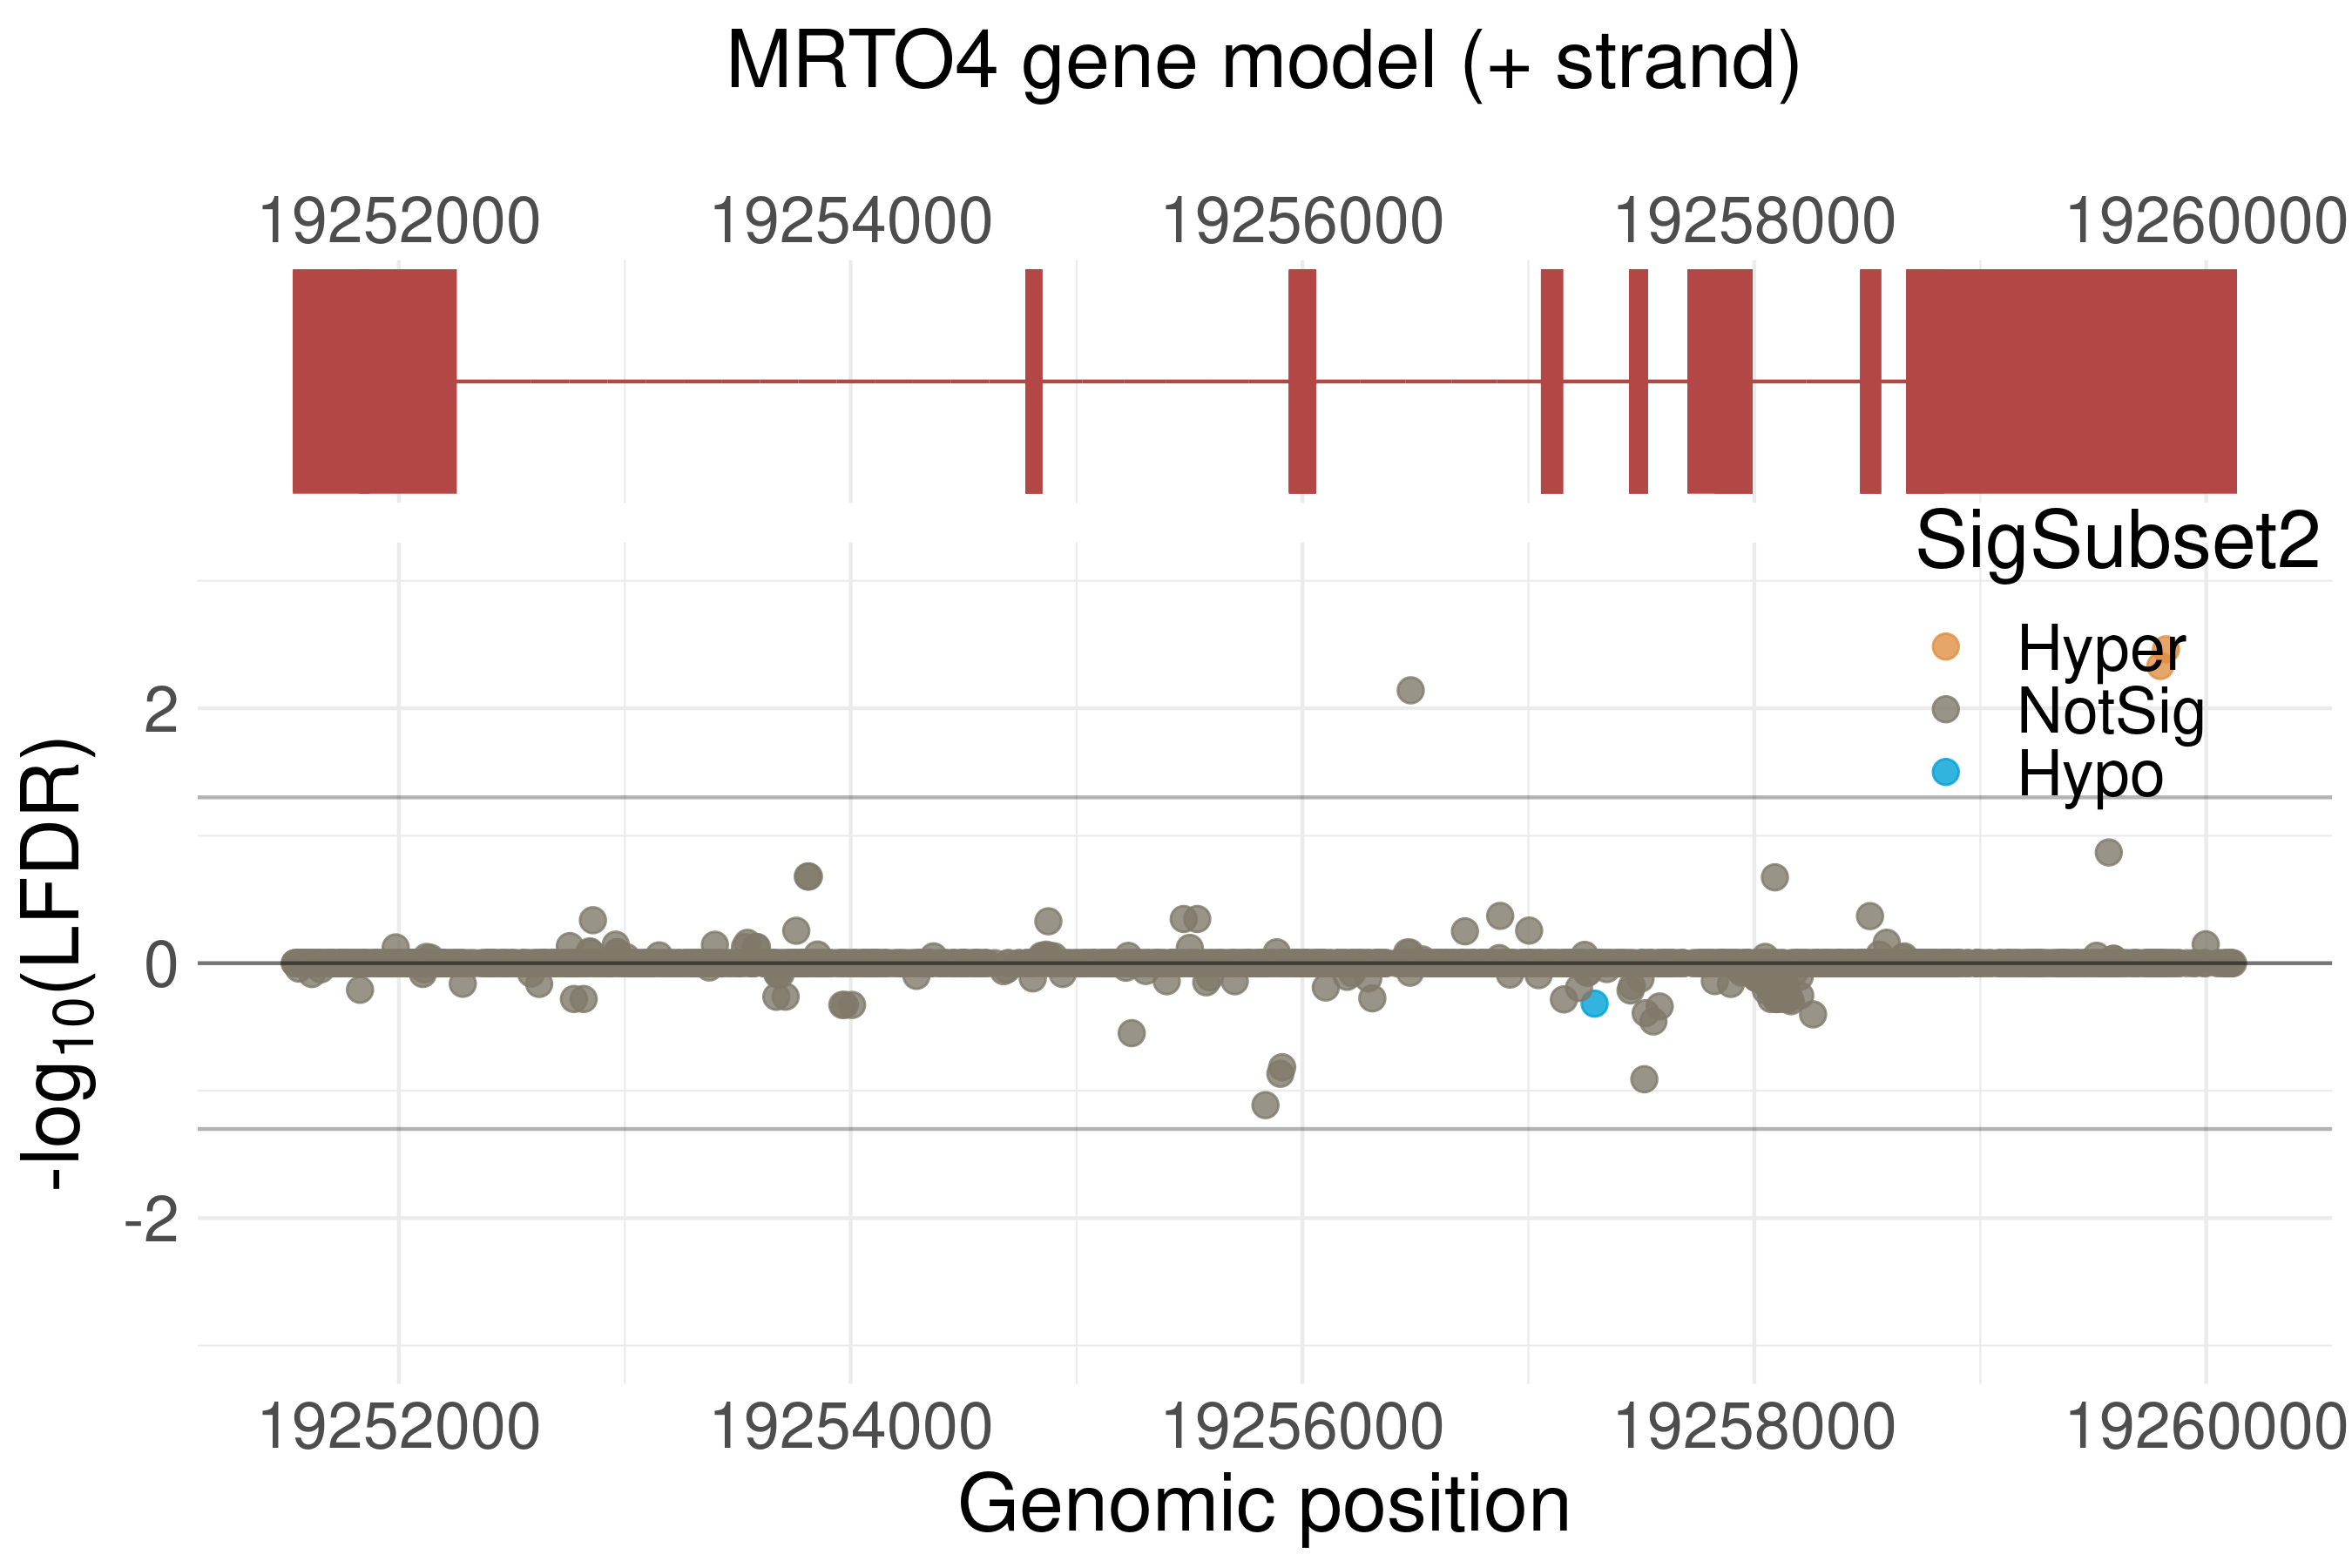 MRTO4 gene model (+ strand)
19252000 19254000 19256000 19258000 19260000
SigSubset2
Hyper
NotSig
Hypo
2
0
-2
-log10(LFDR)
19252000 19254000 19256000 19258000 19260000
Genomic position